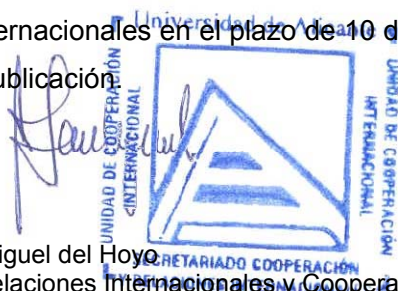 Universidad de Alicante
ernacionales en el plazo de 10 d
ublicación.
UNIDAD DE COOPERACIÓN
INTERNACIONAL
UNIDAD DE COOPERACIÓN
INTERNACIONAL
iguel del Hoyo
SECRETARIADO COOPERACIÓN
elaciones Internacionales y Coopera